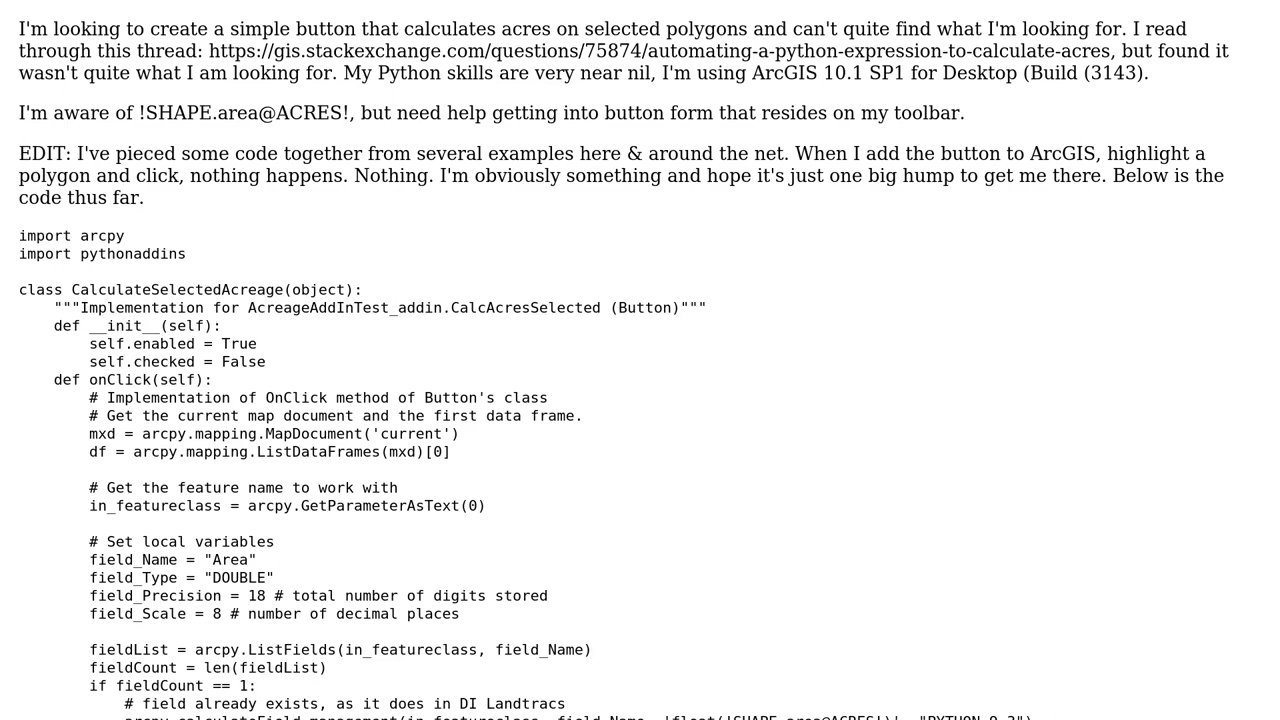 I'm looking to create a simple button that calculates acres on selected polygons and can't quite find what I'm looking for. I read
through this thread: https://gis.stackexchange.com/questions/75874/automating-a-python-expression-to-calculate-acres, but found it
wasn't quite what I am looking for. My Python skills are very near nil, I'm using ArcGIS 10.1 SP1 for Desktop (Build (3143).
I'm aware of !SHAPE.area@ACRES!, but need help getting into button form that resides on my toolbar.
EDIT: I've pieced some code together from several examples here & around the net. When I add the button to ArcGIS, highlight a
polygon and click, nothing happens. Nothing. I'm obviously something and hope it's just one big hump to get me there. Below is the
code thus far.
import arcpy
import pythonaddins
class CalculateSelectedAcreage(object):
    """Implementation for AcreageAddInTest_addin.CalcAcresSelected (Button)"""
    def __init__(self):
        self.enabled = True
        self.checked = False
    def onClick(self):
        # Implementation of OnClick method of Button's class
        # Get the current map document and the first data frame.
        mxd = arcpy.mapping.MapDocument('current')
        df = arcpy.mapping.ListDataFrames(mxd)[0]
        # Get the feature name to work with
        in_featureclass = arcpy.GetParameterAsText(0)
        # Set local variables
        field_Name = "Area"
        field_Type = "DOUBLE"
        field_Precision = 18 # total number of digits stored
        field_Scale = 8 # number of decimal places
        fieldList = arcpy.ListFields(in_featureclass, field_Name)
        fieldCount = len(fieldList)
        if fieldCount == 1:
            # field already exists, as it does in DI Landtracs
            arcpy.calculateField_management(in_featureclass, field_Name, 'float(!SHAPE.area@ACRES!)', "PYTHON_9.3")